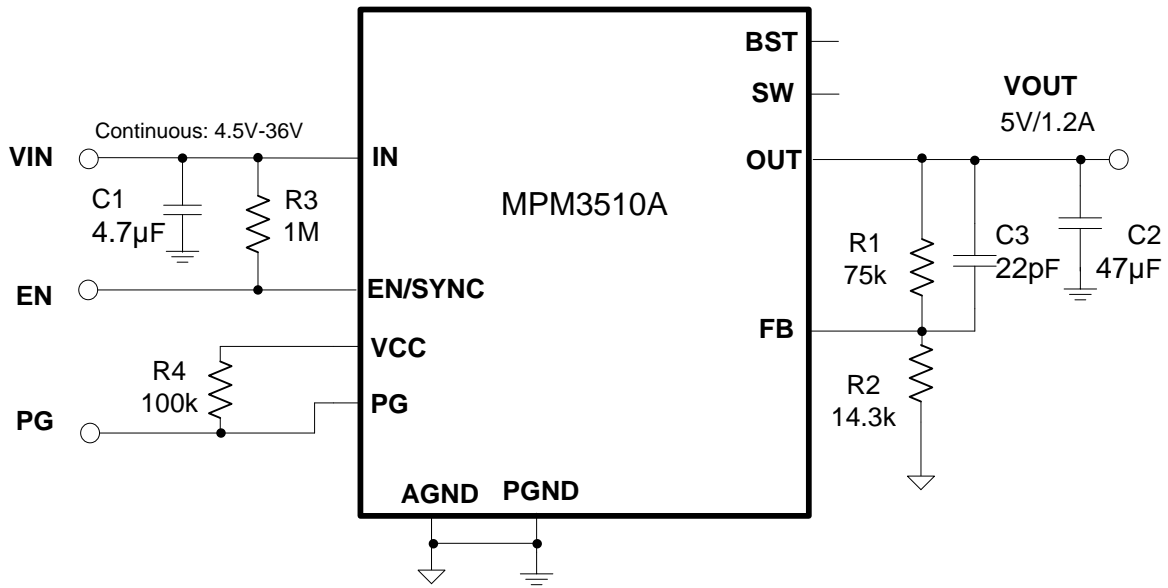 BST
SW
VOUT
5V/1.2A
Continuous: 4.5V-36V
VIN
IN
OUT
MPM3510A
C1
4.7µF
R3
1M
R1
75k
C3
22pF
C2
47µF
EN
EN/SYNC
FB
VCC
R4
100k
PG
PG
R2
14.3k
AGND
PGND